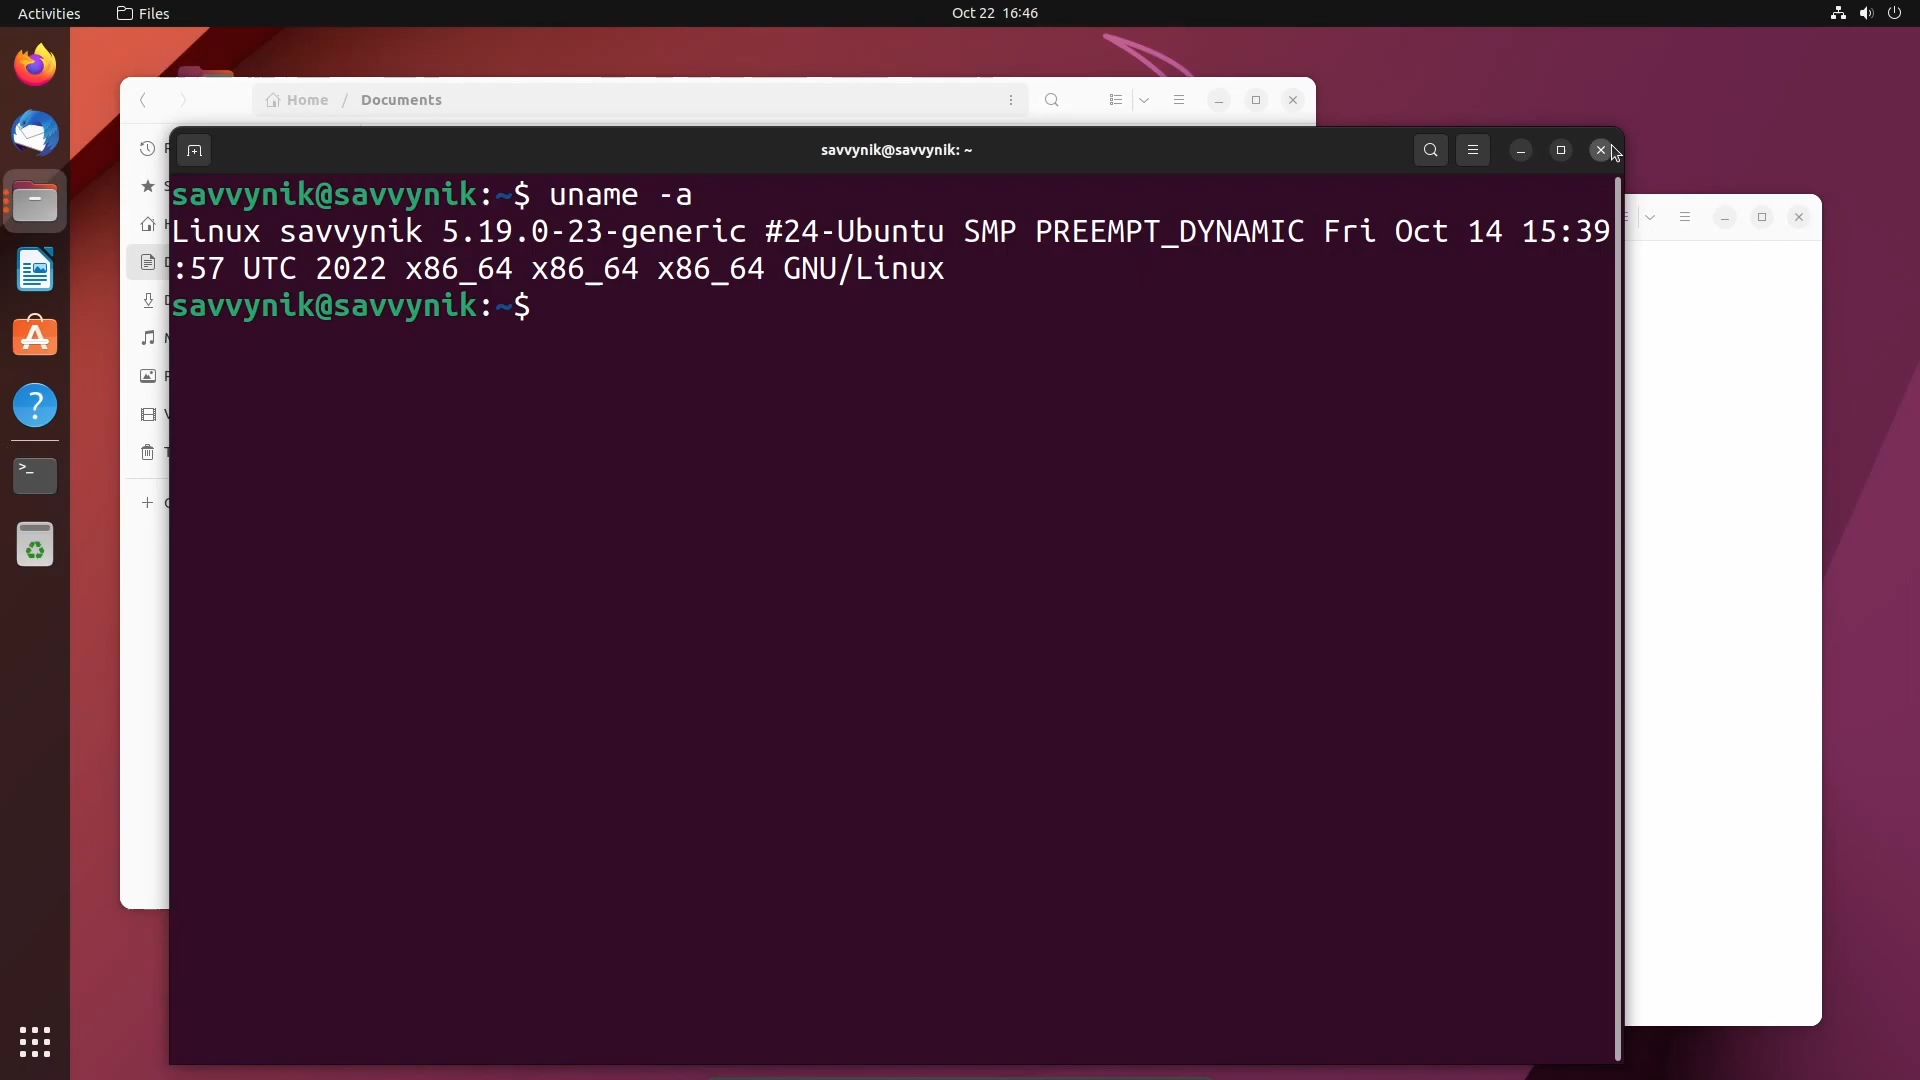 Activities Files Oct 22 16:46
Home / Documents
savvynik@savvynik: ~
savvynik@savvynik:~$ uname -a
Linux savvynik 5.19.0-23-generic #24-Ubuntu SMP PREEMPT_DYNAMIC Fri Oct 14 15:39
:57 UTC 2022 x86_64 x86_64 x86_64 GNU/Linux
savvynik@savvynik:~$